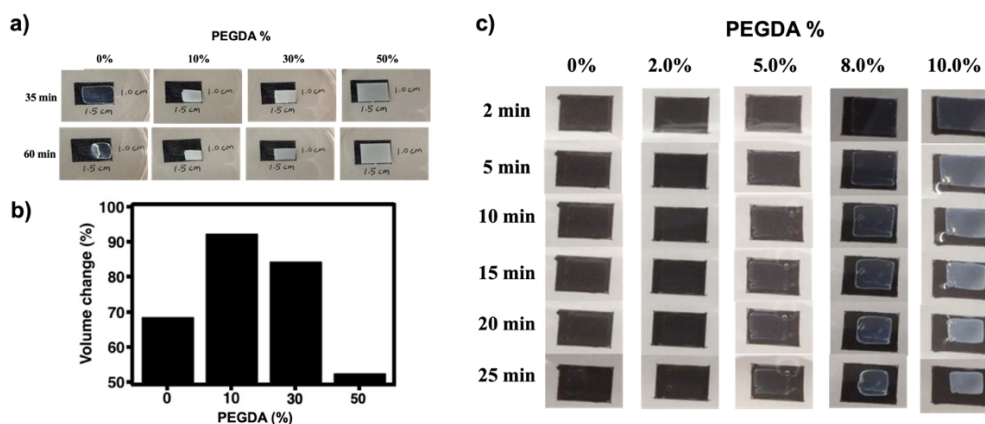 a)
PEGDA %
0% 10% 30% 50%
35 min
1.0 cm 1.0 cm 1.0 cm 1.0 cm
1.5 cm 1.5 cm 1.5 cm 1.5 cm
60 min
1.0 cm 1.0 cm 1.0 cm 1.0 cm
1.5 cm 1.5 cm 1.5 cm 1.5 cm
b)
Volume change (%)
100
90
80
70
60
50
0 10 30 50
PEGDA (%)
c)
PEGDA %
0% 2.0% 5.0% 8.0% 10.0%
2 min
5 min
10 min
15 min
20 min
25 min